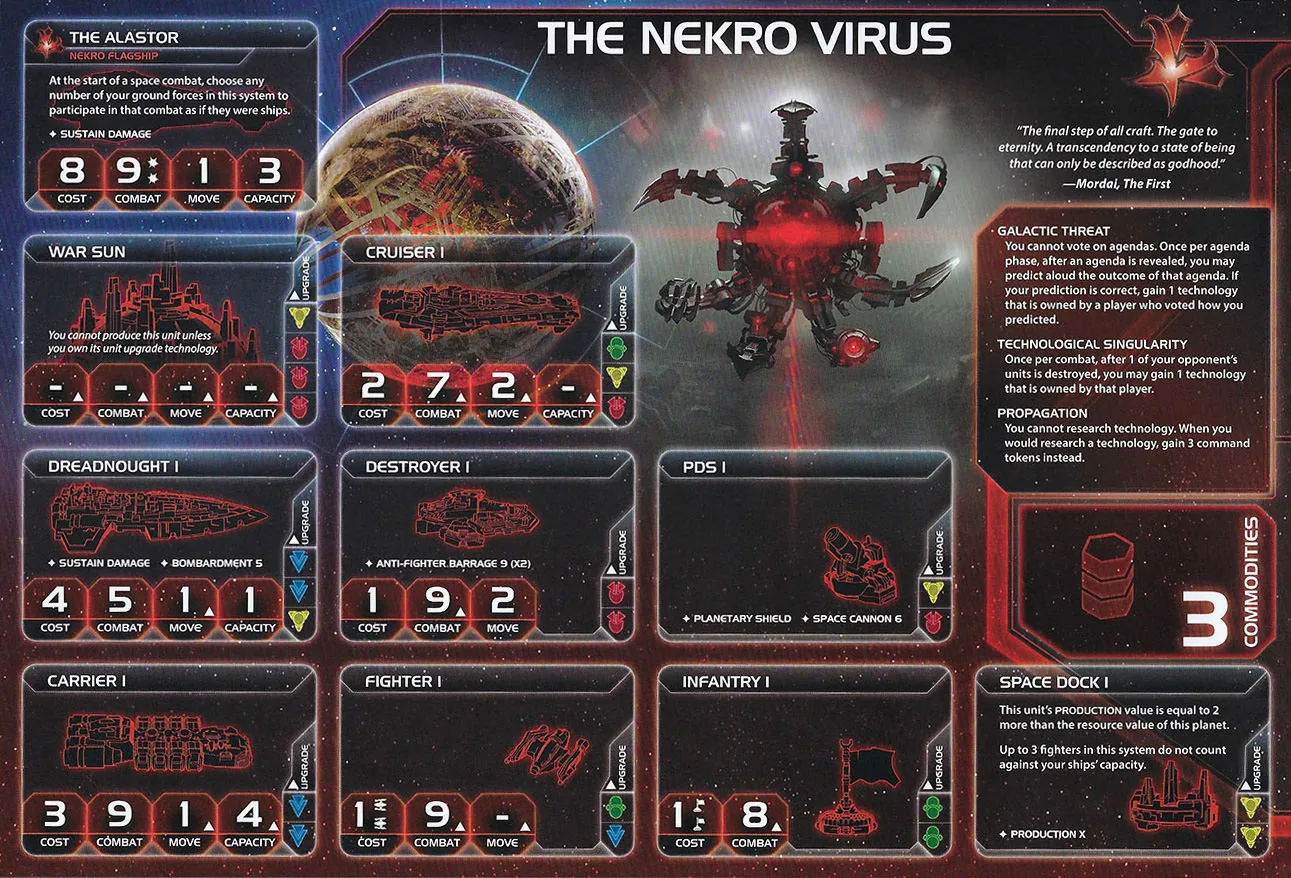 THE NEKRO VIRUS
THE ALASTOR
NEKRO FLAGSHIP
At the start of a space combat, choose any
number of your ground forces in this system to
participate in that combat as if they were ships.
SUSTAIN DAMAGE
8 9 1 3
COST COMBAT MOVE CAPACITY
"The final step of all craft. The gate to
eternity. A transcendency to a state of being
that can only be described as godhood."
—Mordai, The First
GALACTIC THREAT
You cannot vote on agendas. Once per agenda
phase, after an agenda is revealed, you may
predict aloud the outcome of that agenda. If
your prediction is correct, gain 1 technology
that is owned by a player who voted how you
predicted.
TECHNOLOGICAL SINGULARITY
Once per combat, after 1 of your opponent's
units is destroyed, you may gain 1 technology
that is owned by that player.
PROPAGATION
You cannot research technology. When you
would research a technology, gain 3 command
tokens instead.
WAR SUN
You cannot produce this unit unless
you own its unit upgrade technology.
- - - -
COST COMBAT MOVE CAPACITY
UPGRADE
CRUISER I
2 7 2 -
COST COMBAT MOVE CAPACITY
UPGRADE
DREADNOUGHT I
SUSTAIN DAMAGE BOMBARDMENT 5
4 5 1 1
COST COMBAT MOVE CAPACITY
UPGRADE
DESTROYER I
ANTI-FIGHTER BARRAGE 9 (X2)
1 9 2
COST COMBAT MOVE
UPGRADE
PDS I
PLANETARY SHIELD SPACE CANNON 6
UPGRADE
3
COMMODITIES
CARRIER I
3 9 1 4
COST COMBAT MOVE CAPACITY
UPGRADE
FIGHTER I
1 9 -
COST COMBAT MOVE
UPGRADE
INFANTRY I
1 8
COST COMBAT
UPGRADE
SPACE DOCK I
This unit's PRODUCTION value is equal to 2
more than the resource value of this planet.
Up to 3 fighters in this system do not count
against your ships' capacity.
PRODUCTION X
UPGRADE